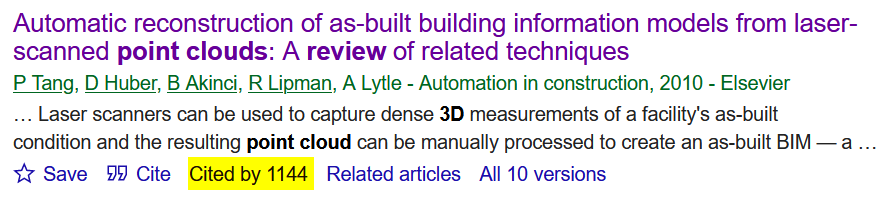 Automatic reconstruction of as-built building information models from laser-
scanned point clouds: A review of related techniques
P Tang, D Huber, B Akinci, R Lipman, A Lytle - Automation in construction, 2010 - Elsevier
… Laser scanners can be used to capture dense 3D measurements of a facility's as-built
condition and the resulting point cloud can be manually processed to create an as-built BIM — a …
Save Cite Cited by 1144 Related articles All 10 versions